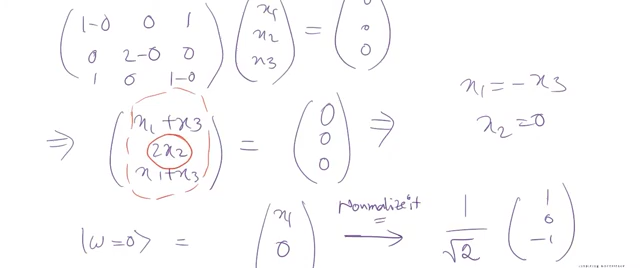 (1-0 0 1; 0 2-0 0; 1 0 1-0) (x1; x2; x3) = (0; 0; 0)
x1 = -x3
x2 = 0
⇒ (x1+x3; 2x2; x1+x3) = (0; 0; 0) ⇒
|ω=0⟩ = (x1; 0 → Normalize it = 1/√2 (1; 0; -1)